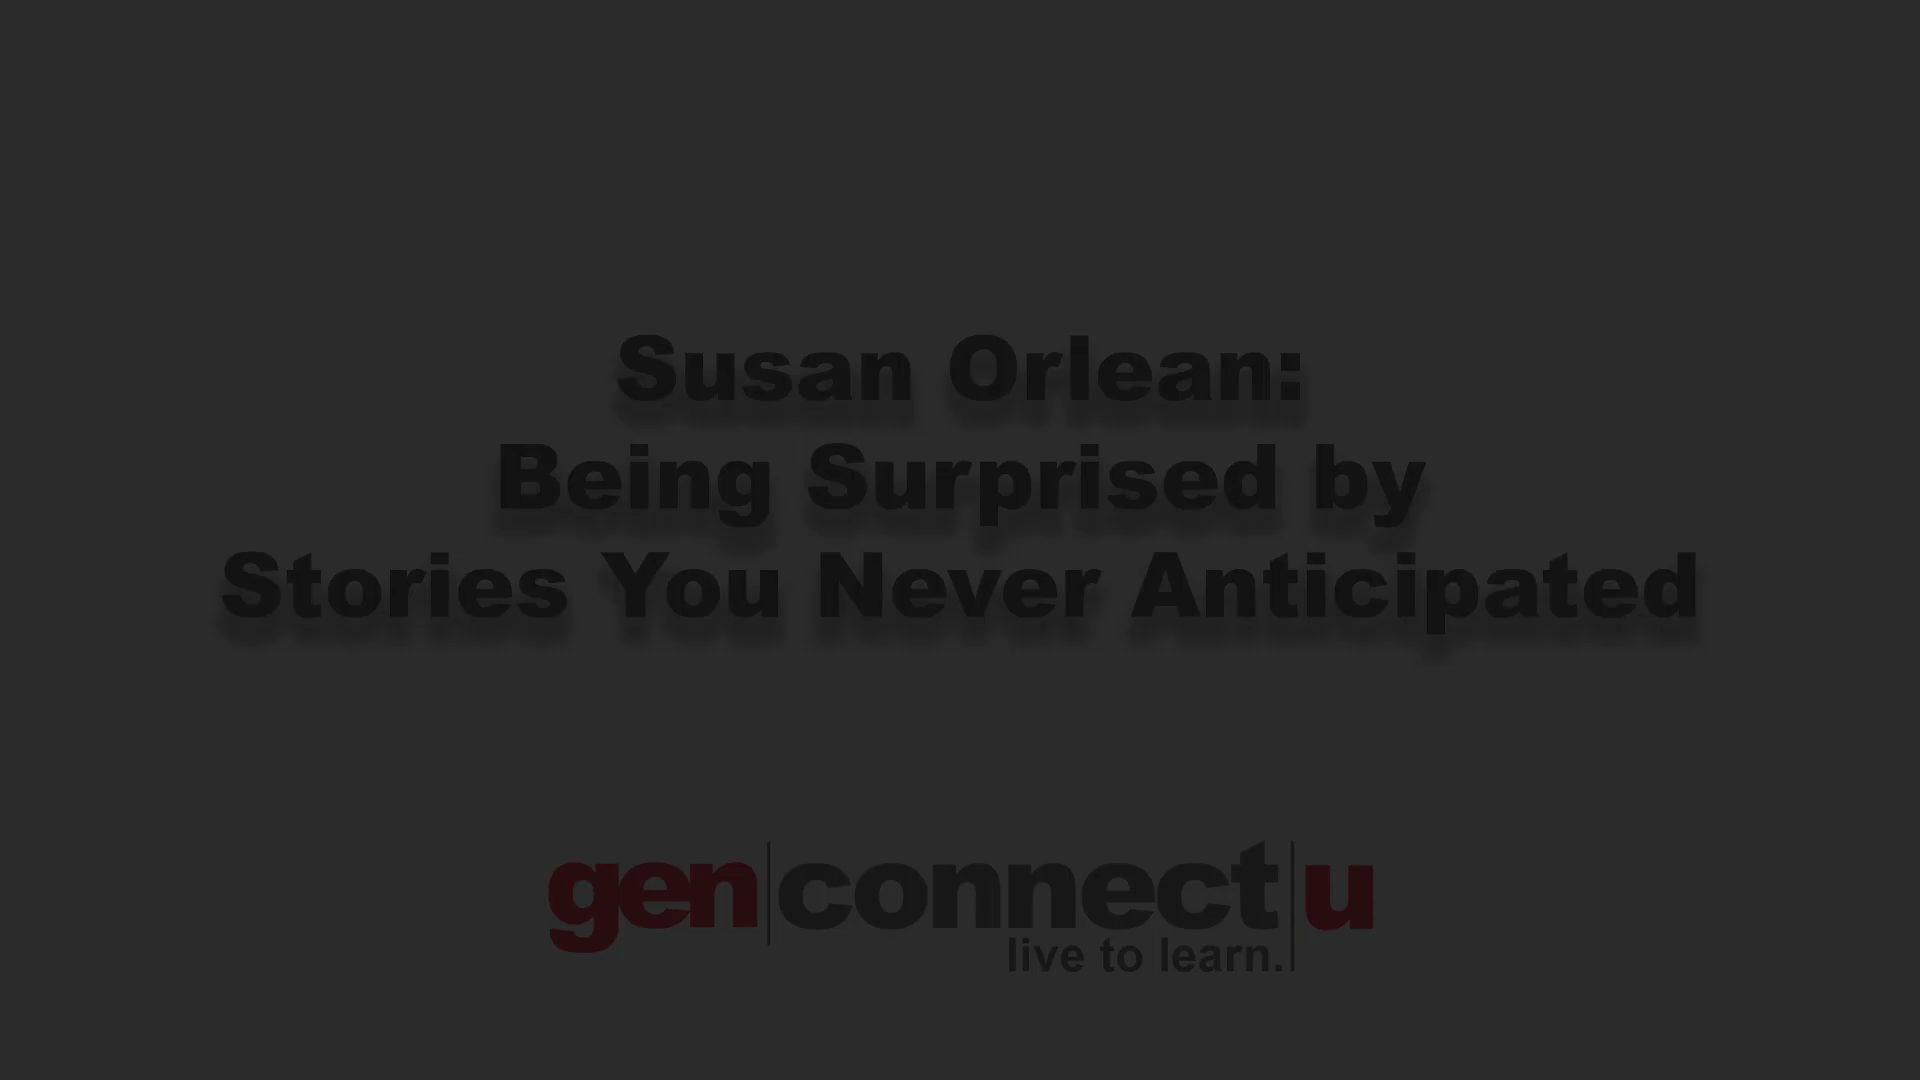 Susan Orlean:
Being Surprised by
Stories You Never Anticipated
gen|connect|u
live to learn.